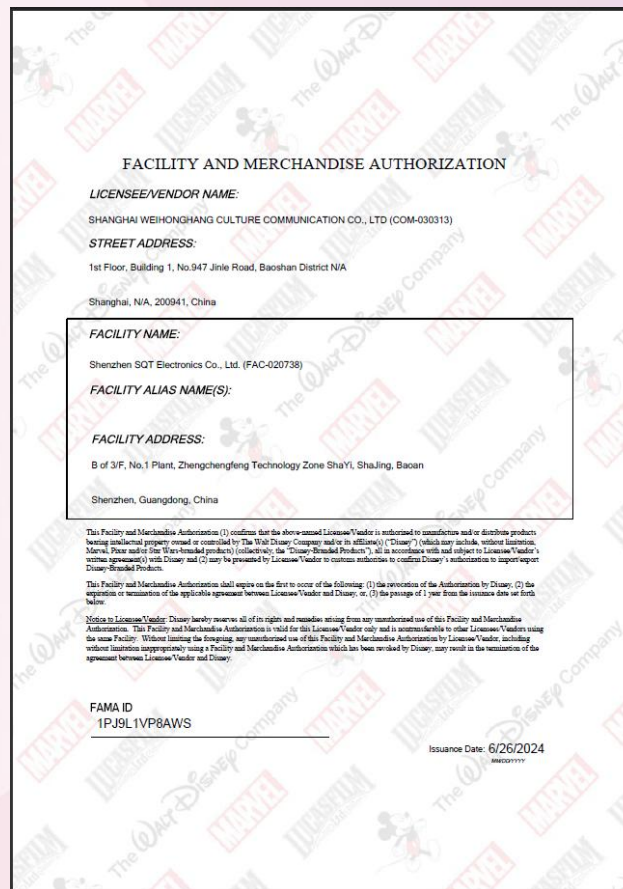 FACILITY AND MERCHANDISE AUTHORIZATION
LICENSEE/VENDOR NAME:
SHANGHAI WEIHONGHANG CULTURE COMMUNICATION CO., LTD (COM-030313)
STREET ADDRESS:
1st Floor, Building 1, No.947 Jinle Road, Baoshan District N/A
Shanghai, N/A, 200941, China
FACILITY NAME:
Shenzhen SQT Electronics Co., Ltd. (FAC-020738)
FACILITY ALIAS NAME(S):
FACILITY ADDRESS:
B of 3/F, No.1 Plant, Zhengchengfeng Technology Zone ShaYi, ShaJing, Baoan
Shenzhen, Guangdong, China
This Facility and Merchandise Authorization (1) confirms that the above-named Licensee/Vendor is authorized to manufacture and/or distribute products
bearing intellectual property owned or controlled by The Walt Disney Company and/or its affiliate(s) ("Disney") (which may include, without limitation,
Marvel, Pixar and/or Star Wars-branded products) (collectively, the "Disney-Branded Products"), all in accordance with and subject to Licensee/Vendor's
written agreement(s) with Disney and (2) may be presented by Licensee/Vendor to customs authorities to confirm Disney's authorization to import/export
Disney-Branded Products.
This Facility and Merchandise Authorization shall expire on the first to occur of the following: (1) the revocation of the Authorization by Disney, (2) the
expiration or termination of the applicable agreement between Licensee/Vendor and Disney, or, (3) the passage of 1 year from the issuance date set forth
below.
Notice to Licensee/Vendor: Disney hereby reserves all of its rights and remedies arising from any unauthorized use of this Facility and Merchandise
Authorization. This Facility and Merchandise Authorization is valid for this Licensee/Vendor only and is nontransferable to other Licensees/Vendors using
the same Facility. Without limiting the foregoing, any unauthorized use of this Facility and Merchandise Authorization by Licensee/Vendor, including
without limitation inappropriately using a Facility and Merchandise Authorization which has been revoked by Disney, may result in the termination of the
agreement between Licensee/Vendor and Disney.
FAMA ID
1PJ9L1VP8AWS
Issuance Date: 6/26/2024
MM/DD/YYYY